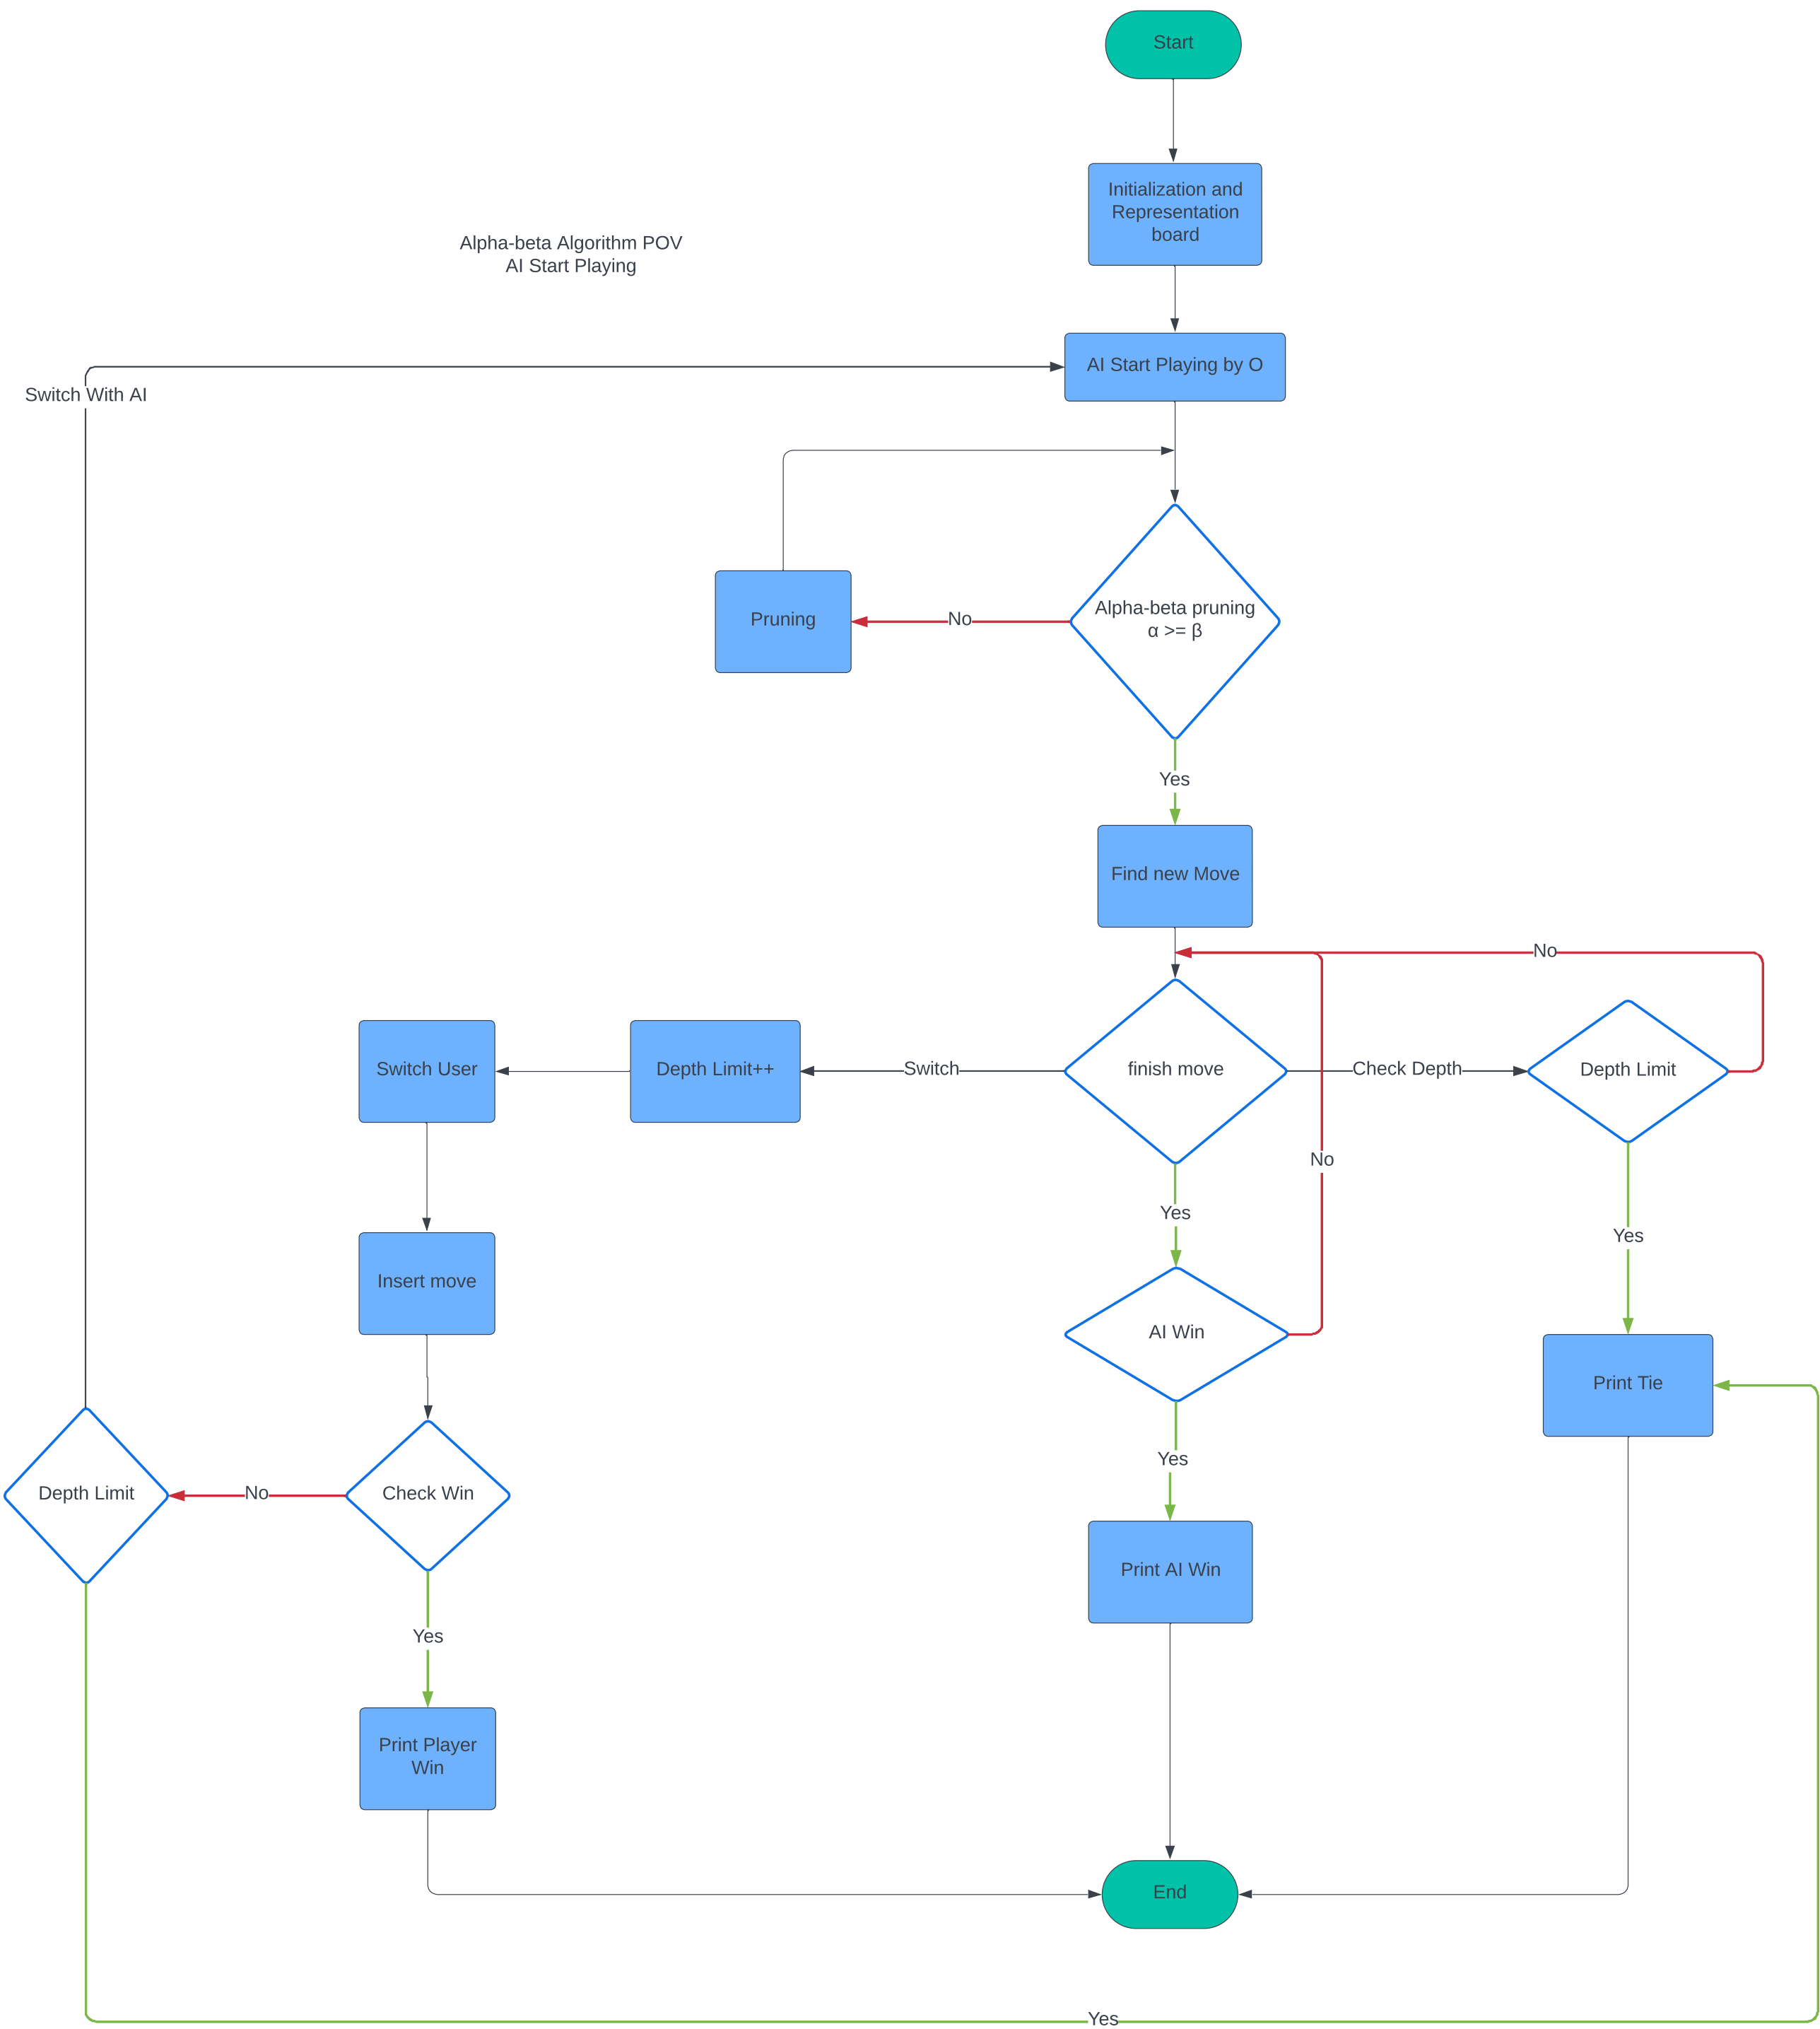 Start
Initialization and
Representation
board
Alpha-beta Algorithm POV
AI Start Playing
AI Start Playing by O
Switch With AI
Alpha-beta pruning
α >= β
No
Pruning
Yes
Find new Move
No
Switch User
Depth Limit++
Switch
finish move
Check Depth
Depth Limit
No
Yes
Yes
Insert move
AI Win
Print Tie
Yes
Depth Limit
No
Check Win
Print AI Win
Yes
Print Player
Win
End
Yes